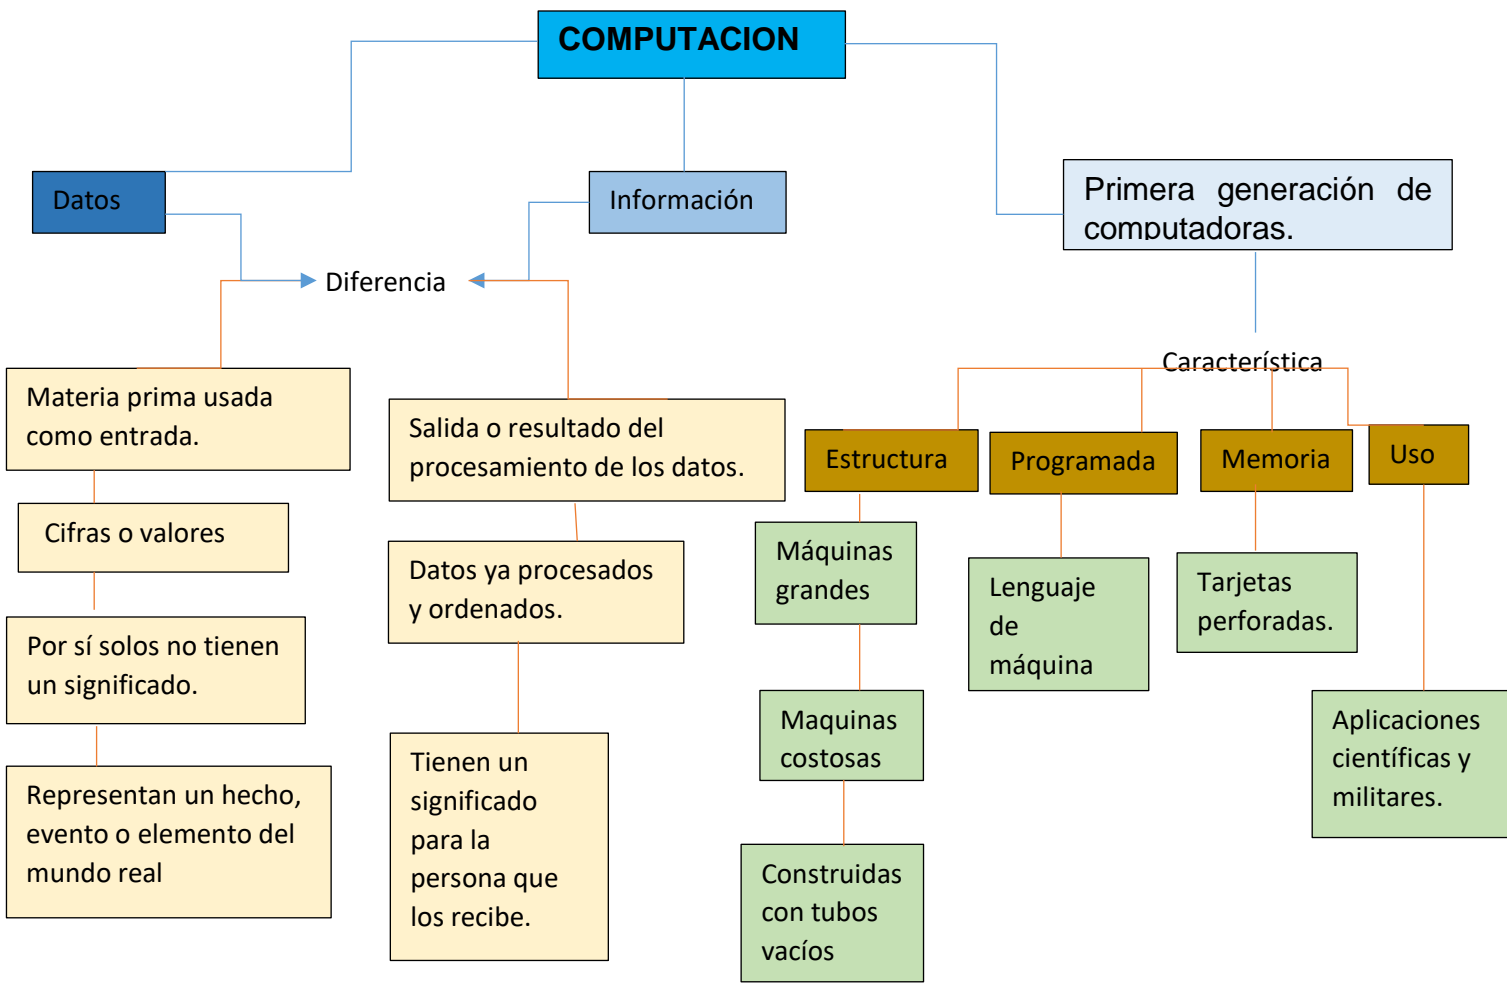 COMPUTACION
Datos
Información
Primera generación de
computadoras.
Diferencia
Característica
Materia prima usada
como entrada.
Cifras o valores
Por sí solos no tienen
un significado.
Representan un hecho,
evento o elemento del
mundo real
Salida o resultado del
procesamiento de los datos.
Datos ya procesados
y ordenados.
Tienen un
significado
para la
persona que
los recibe.
Estructura
Máquinas
grandes
Maquinas
costosas
Construidas
con tubos
vacíos
Programada
Lenguaje
de
máquina
Memoria
Tarjetas
perforadas.
Uso
Aplicaciones
científicas y
militares.